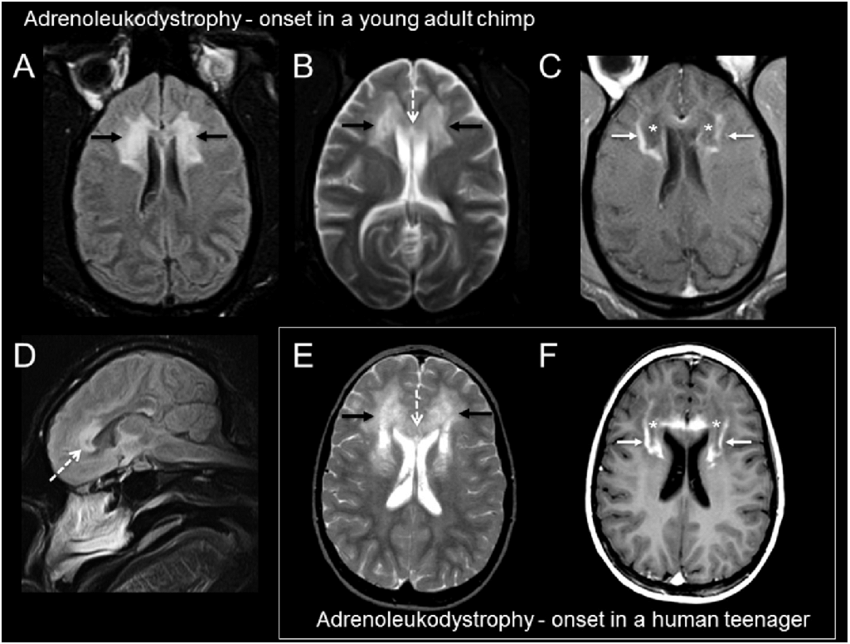 Adrenoleukodystrophy - onset in a young adult chimp
A
B
C
*
*
D
E
F
*
*
Adrenoleukodystrophy - onset in a human teenager